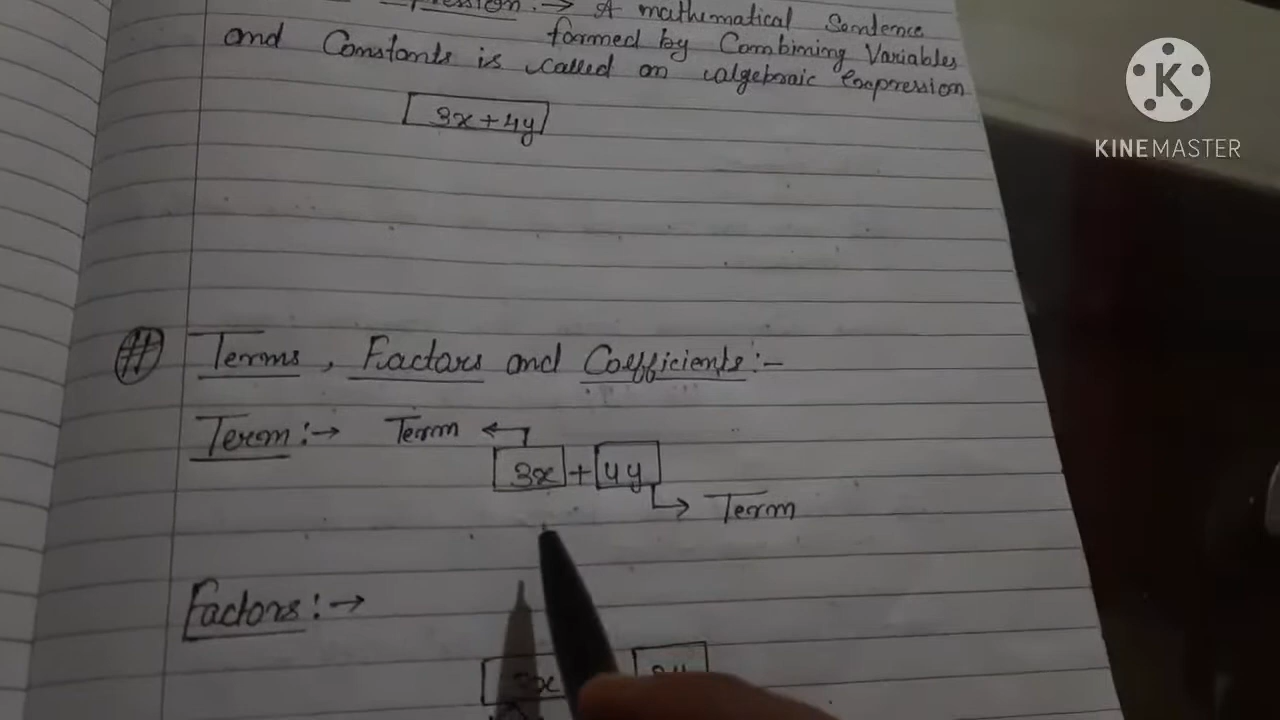 A mathematical Sentence
formed by Combining Variables
and Constants is called an algebraic Expression
3x+4y
K
KINEMASTER
# Terms, Factors and Coefficients:-
Term:→ Term
3x + 4y
Term
Factors:→
3x